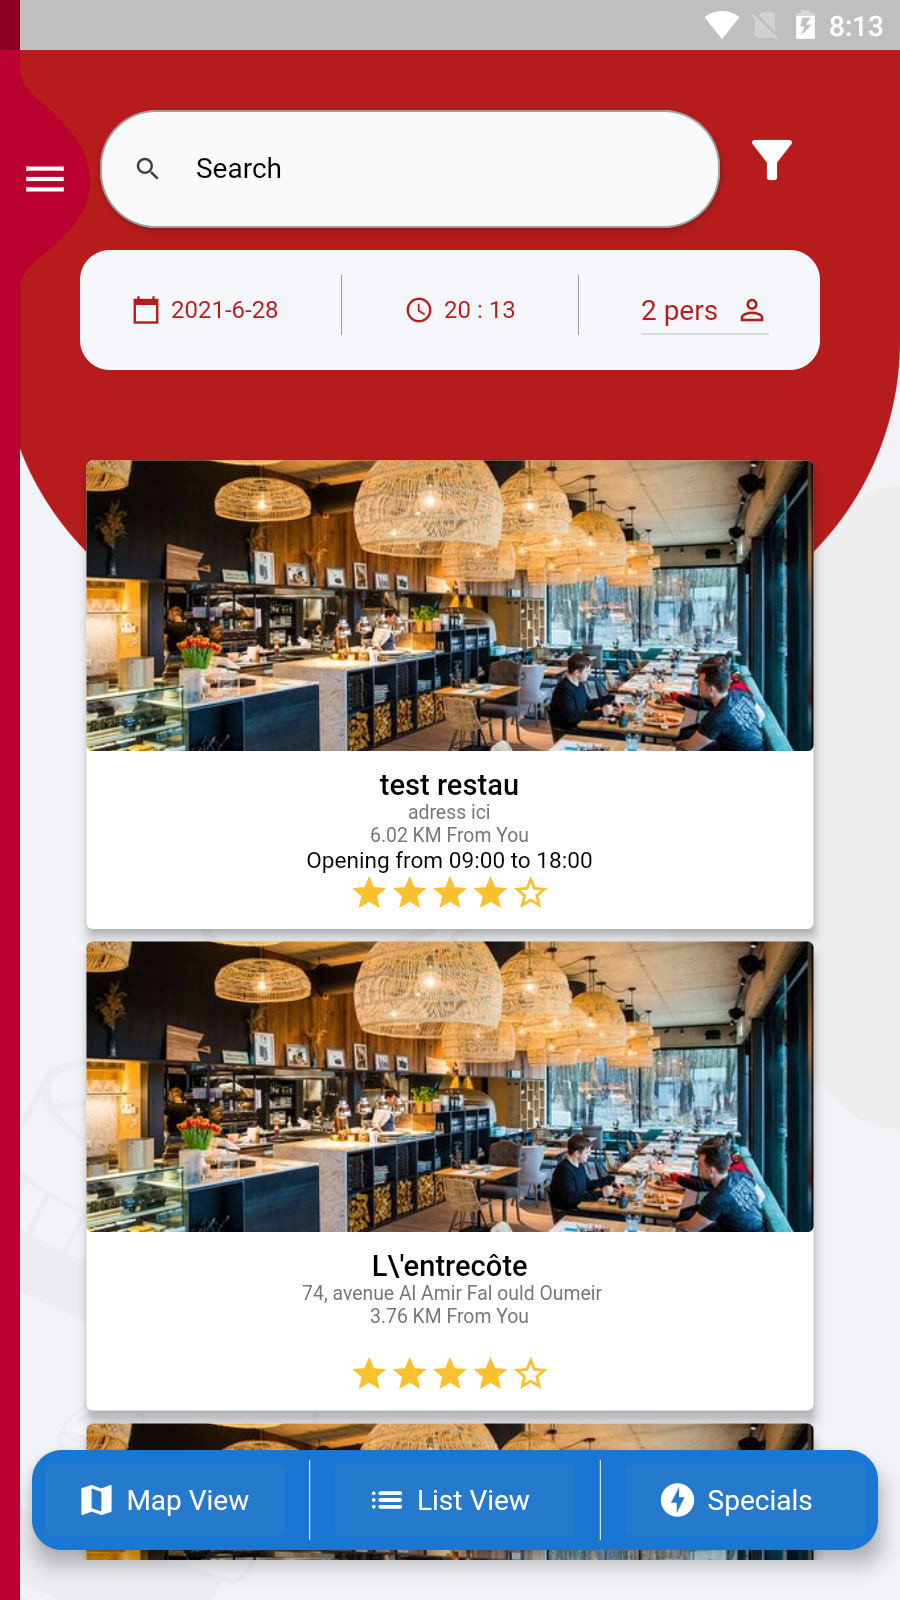 8:13
Search
2021-6-28
20 : 13
2 pers
test restau
adress ici
6.02 KM From You
Opening from 09:00 to 18:00
L\'entrecôte
74, avenue Al Amir Fal ould Oumeir
3.76 KM From You
Map View
List View
Specials